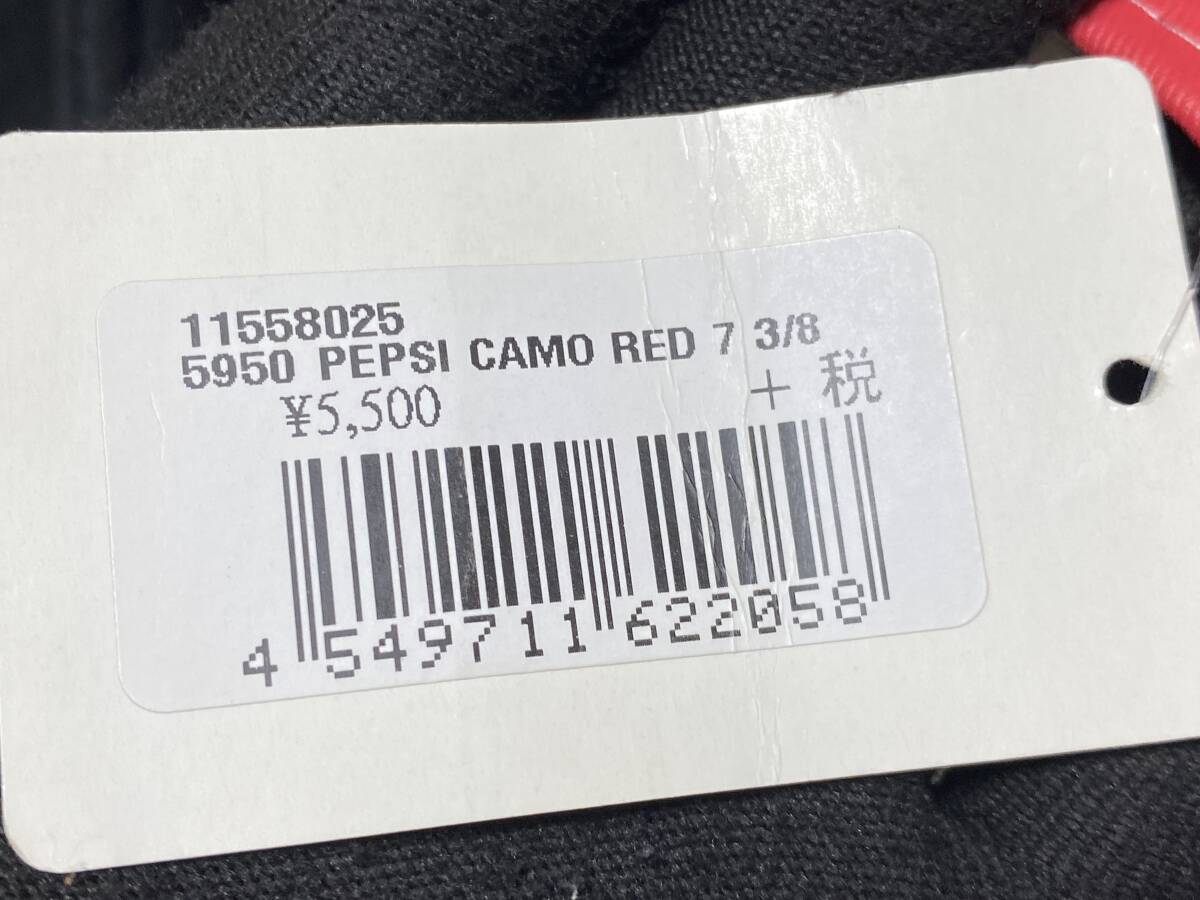 11558025
5950 PEPSI CAMO RED 7 3/8
¥5,500 + 税
4 549711 622058